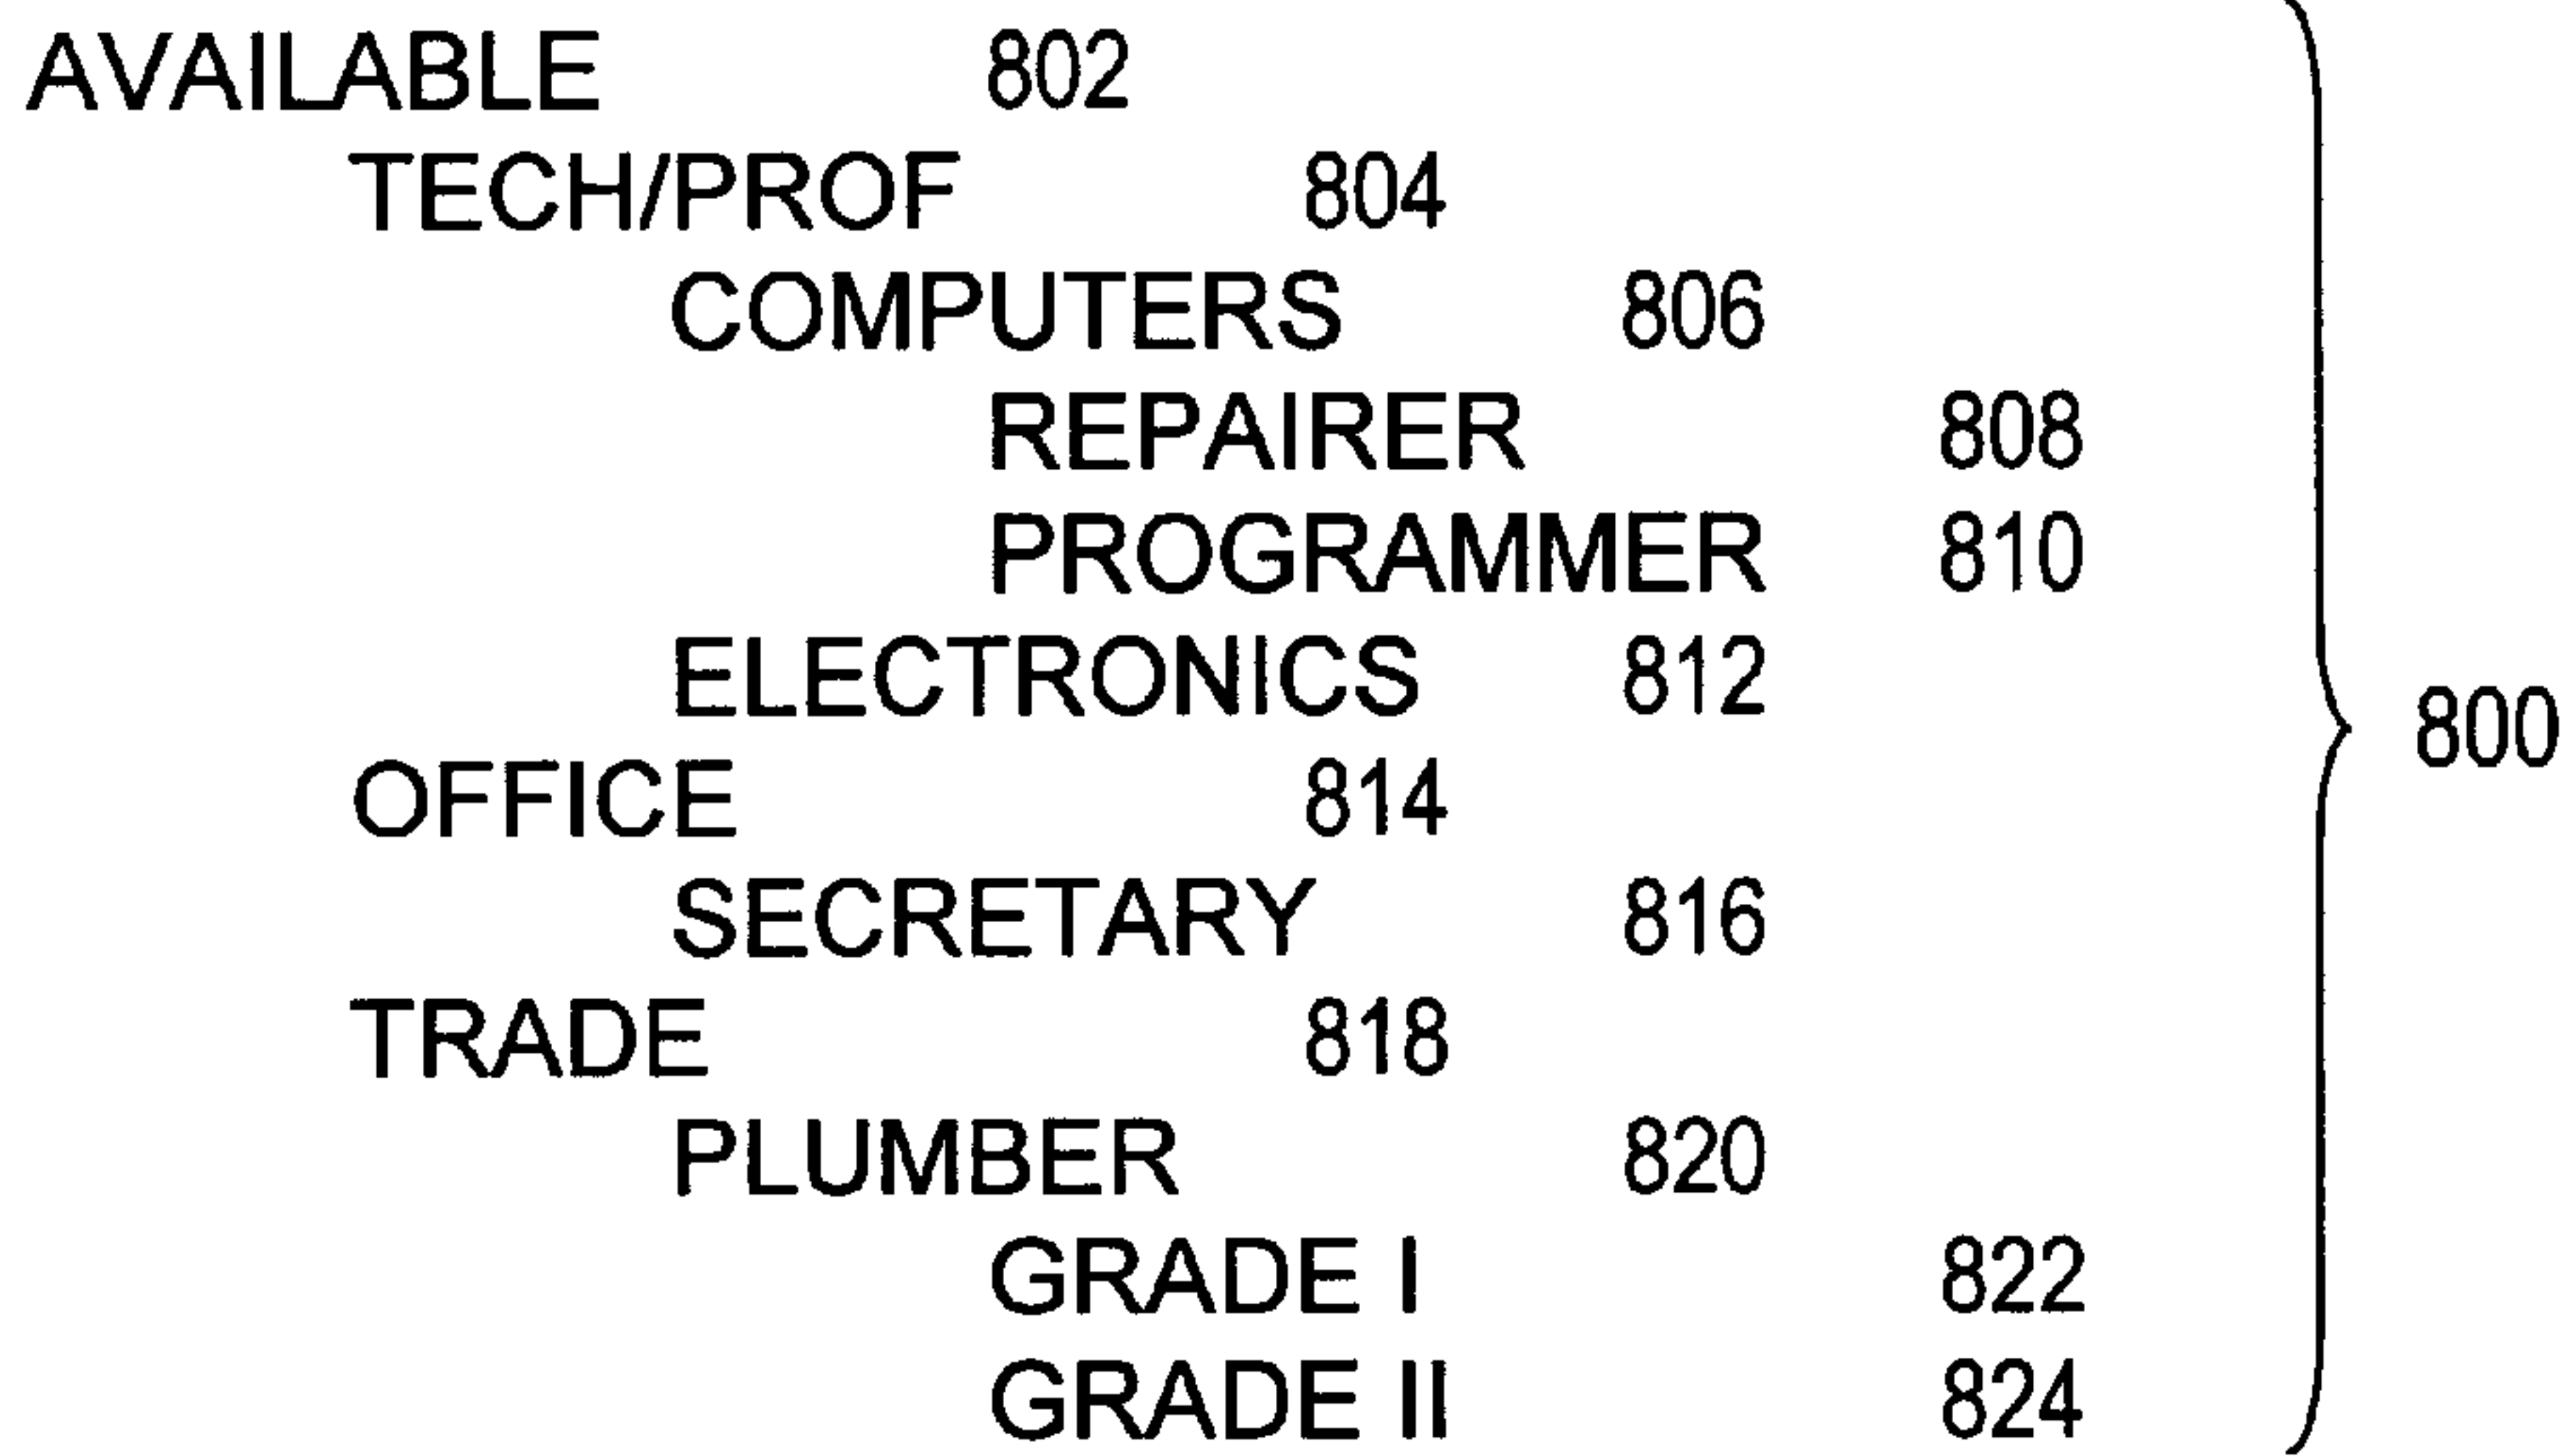 AVAILABLE 802
TECH/PROF 804
COMPUTERS 806
REPAIRER 808
PROGRAMMER 810
ELECTRONICS 812
800
OFFICE 814
SECRETARY 816
TRADE 818
PLUMBER 820
GRADE I 822
GRADE II 824